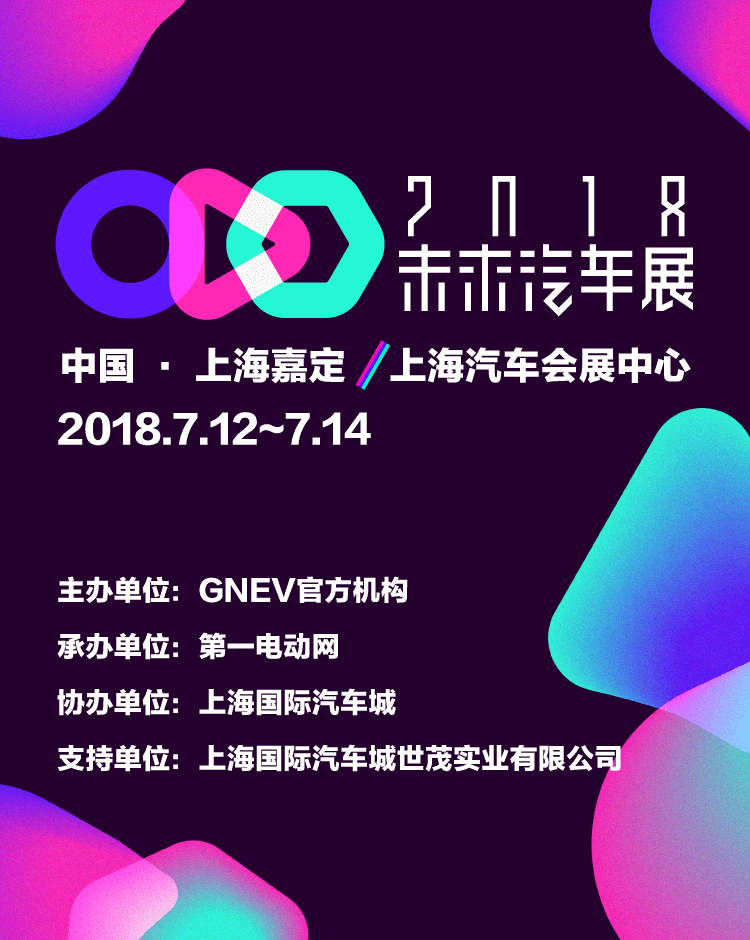 2018
未来汽车展
中国 · 上海嘉定 / 上海汽车会展中心
2018.7.12~7.14
主办单位: GNEV官方机构
承办单位: 第一电动网
协办单位: 上海国际汽车城
支持单位: 上海国际汽车城世茂实业有限公司